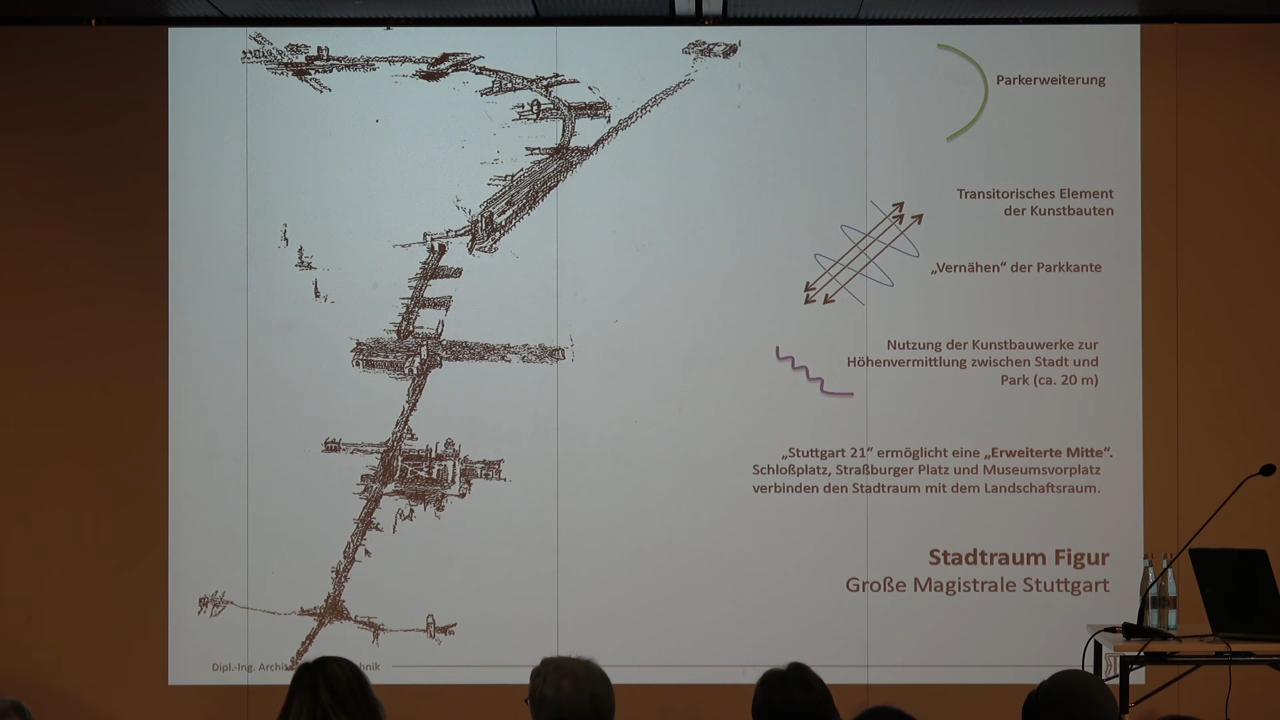 Parkerweiterung
Transitorisches Element
der Kunstbauten
„Vernähen“ der Parkkante
Nutzung der Kunstbauwerke zur
Höhenvermittlung zwischen Stadt und
Park (ca. 20 m)
„Stuttgart 21“ ermöglicht eine „Erweiterte Mitte“.
Schloßplatz, Straßburger Platz und Museumsvorplatz
verbinden den Stadtraum mit dem Landschaftsraum.
Stadtraum Figur
Große Magistrale Stuttgart
Dipl.-Ing.